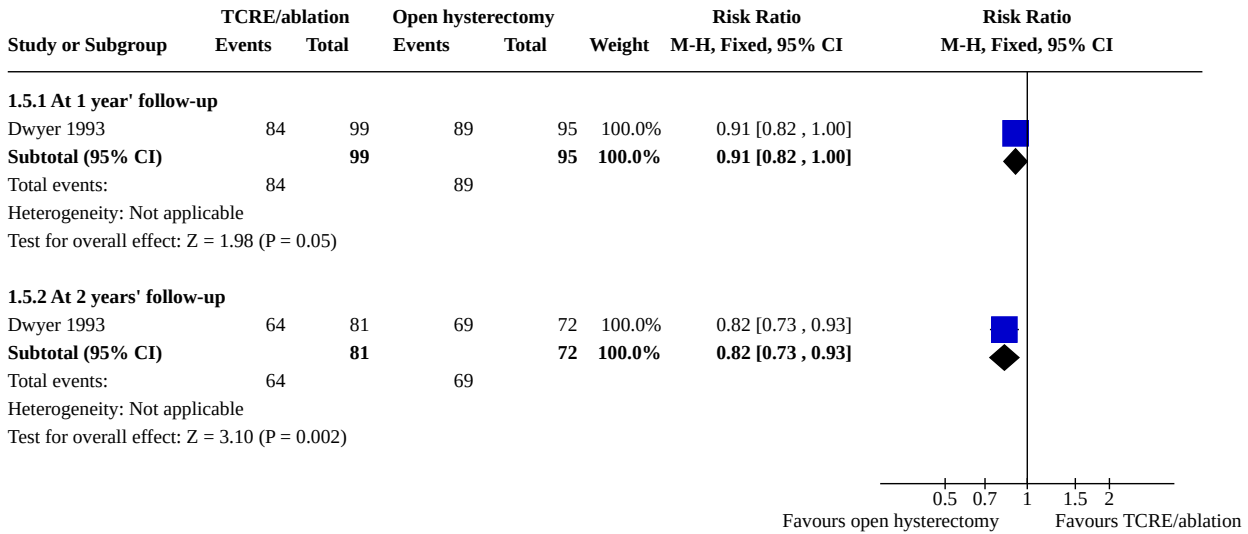 TCRE/ablation Open hysterectomy Risk Ratio Risk Ratio
Study or Subgroup Events Total Events Total Weight M-H, Fixed, 95% CI M-H, Fixed, 95% CI
1.5.1 At 1 year' follow-up
Dwyer 1993 84 99 89 95 100.0% 0.91 [0.82 , 1.00]
Subtotal (95% CI) 99 95 100.0% 0.91 [0.82 , 1.00]
Total events: 84 89
Heterogeneity: Not applicable
Test for overall effect: Z = 1.98 (P = 0.05)
1.5.2 At 2 years' follow-up
Dwyer 1993 64 81 69 72 100.0% 0.82 [0.73 , 0.93]
Subtotal (95% CI) 81 72 100.0% 0.82 [0.73 , 0.93]
Total events: 64 69
Heterogeneity: Not applicable
Test for overall effect: Z = 3.10 (P = 0.002)
0.5 0.7 1 1.5 2
Favours open hysterectomy Favours TCRE/ablation